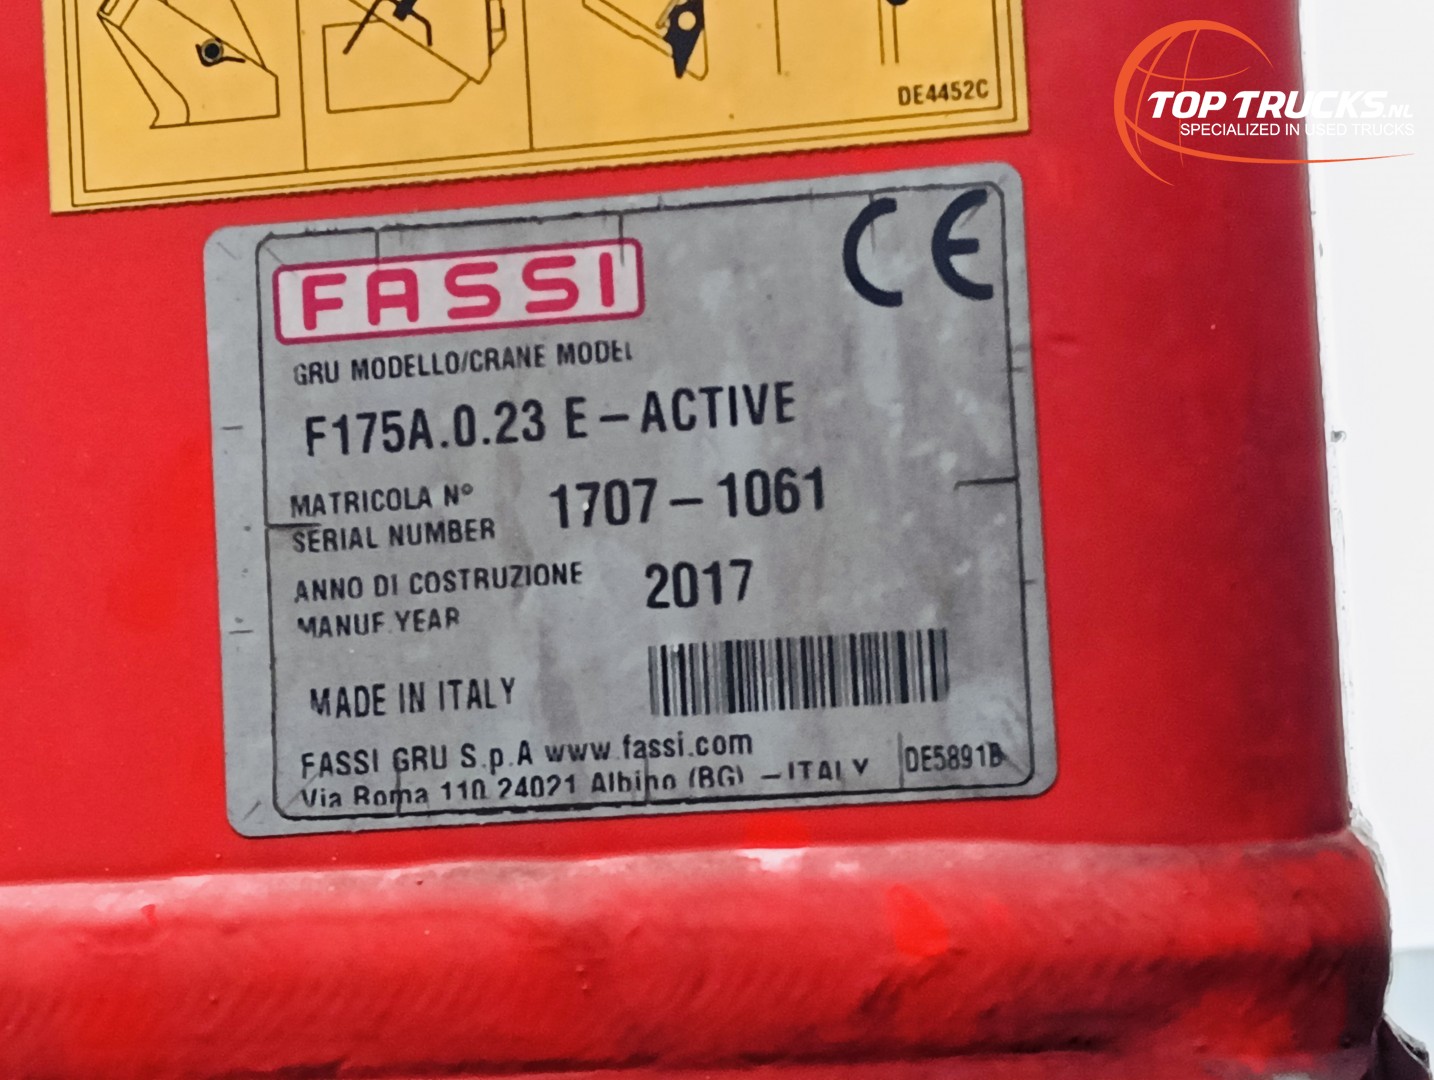 DE4452C
TOP TRUCKS.NL
SPECIALIZED IN USED TRUCKS
FASSI
CE
GRU MODELLO/CRANE MODEL
F175A.0.23 E-ACTIVE
MATRICOLA N°
SERIAL NUMBER
1707-1061
ANNO DI COSTRUZIONE
MANUF. YEAR
2017
MADE IN ITALY
FASSI GRU S.p.A www.fassi.com
Via Roma 110 24021 Albino (BG) - ITALY
DE5891B